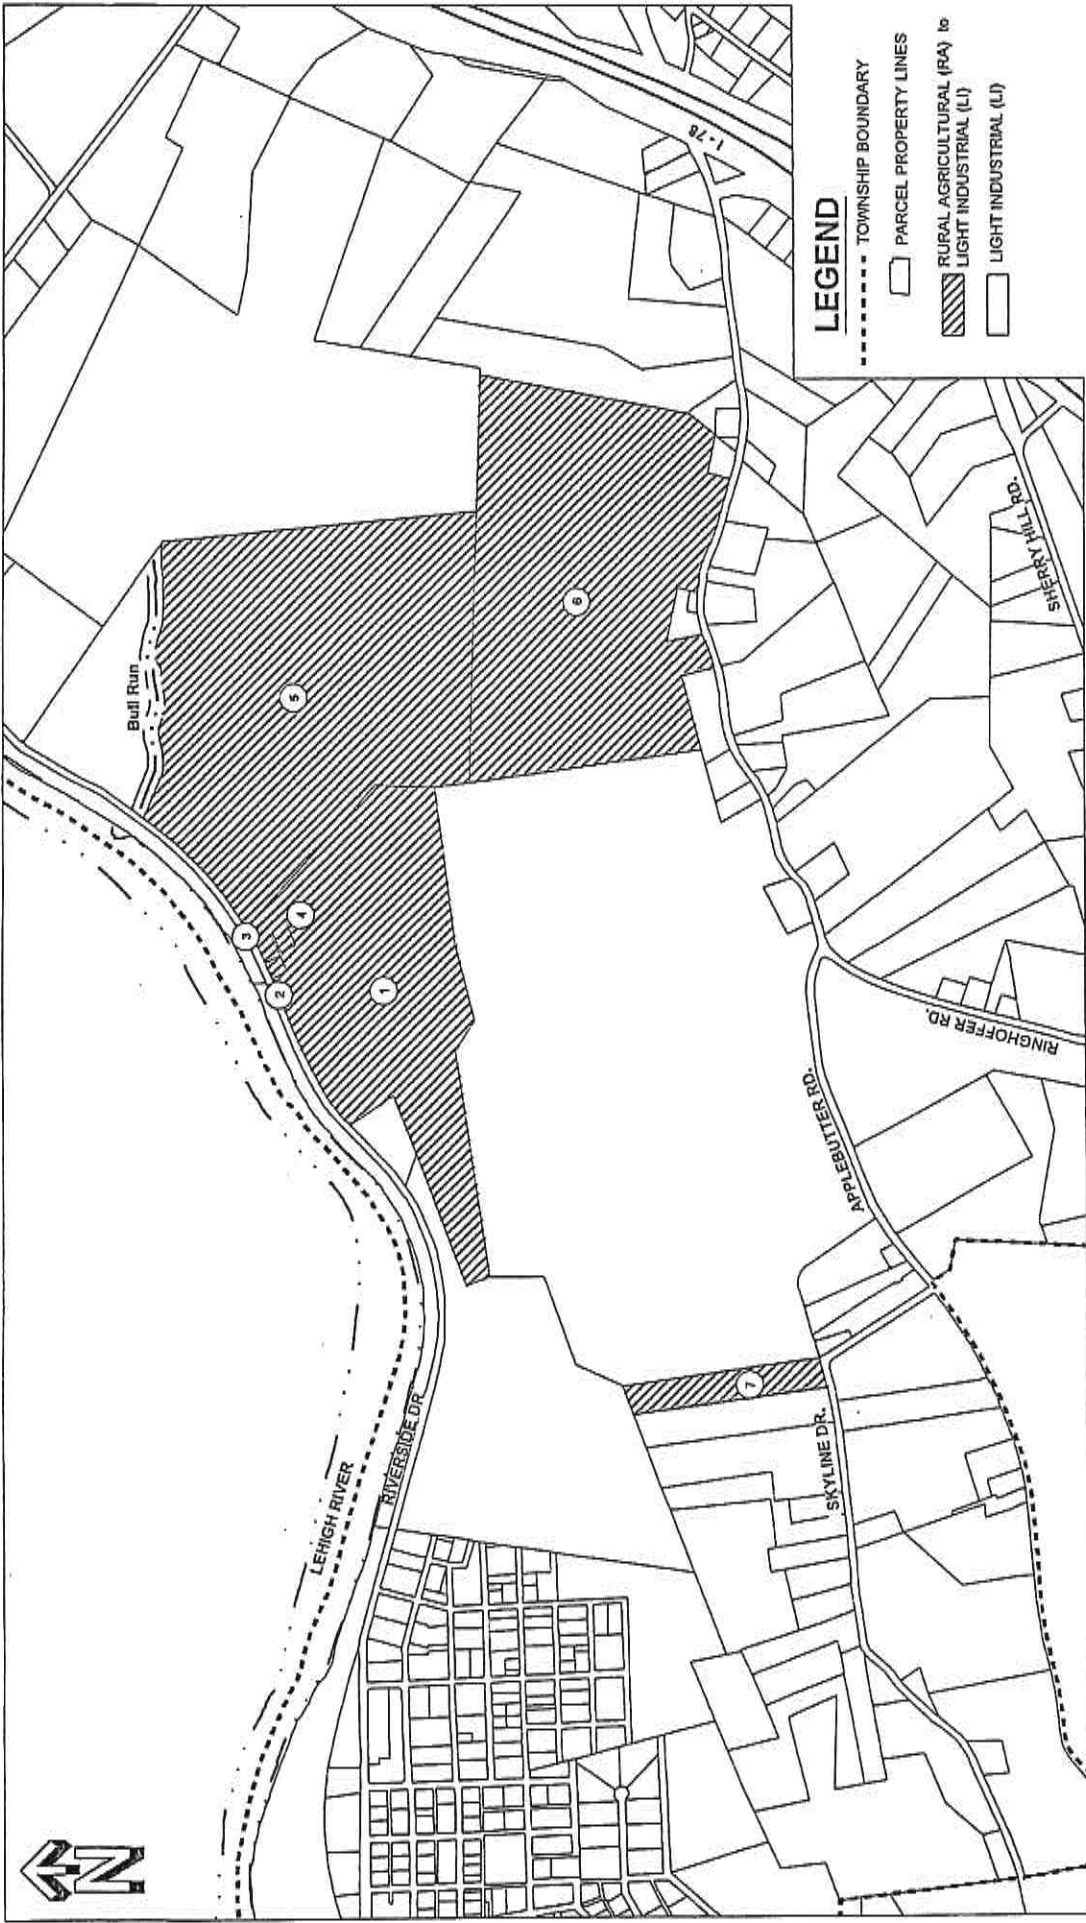 N
LEHIGH RIVER
RIVERSIDE DR
Bull Run
1
2
3
4
5
6
7
I-78
SKYLINE DR.
APPLEBUTTER RD.
RINGHOFFER RD.
SHERRY HILL RD.
LEGEND
TOWNSHIP BOUNDARY
PARCEL PROPERTY LINES
RURAL AGRICULTURAL (RA) to
LIGHT INDUSTRIAL (LI)
LIGHT INDUSTRIAL (LI)